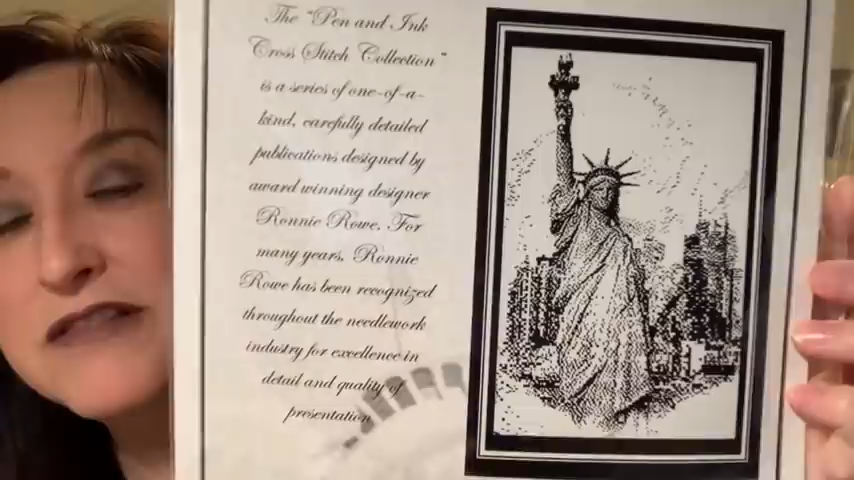 The "Pen and Ink
Cross Stitch Collection"
is a series of one-of-a-
kind, carefully detailed
publications designed by
award winning designer
Ronnie Rowe. For
many years, Ronnie
Rowe has been recognized
throughout the needlework
industry for excellence in
detail and quality of
presentation